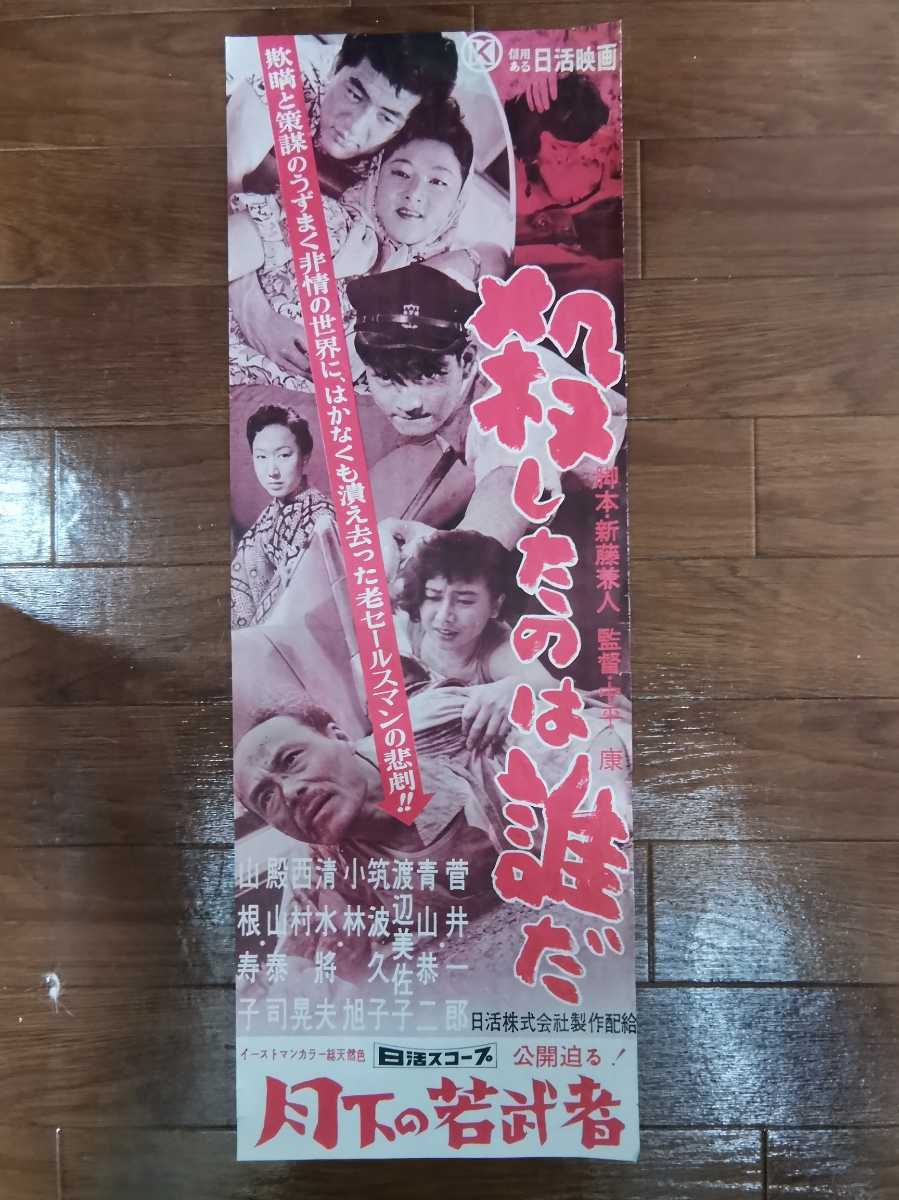 K
信用ある 日活映画
殺したのは誰だ
脚本・新藤兼人 監督・中平 康
欺瞞と策謀のうずまく非情の世界に、はかなくも潰え去った老セールスマンの悲劇!!
菅井一郎
青山・恭二
渡辺美佐子
筑波・久子
小林・旭
清水・將夫
西村・晃
殿山・泰司
山根・寿子
日活株式会社製作配給
イーストマンカラー総天然色 日活スコープ 公開迫る!
月下の若武者